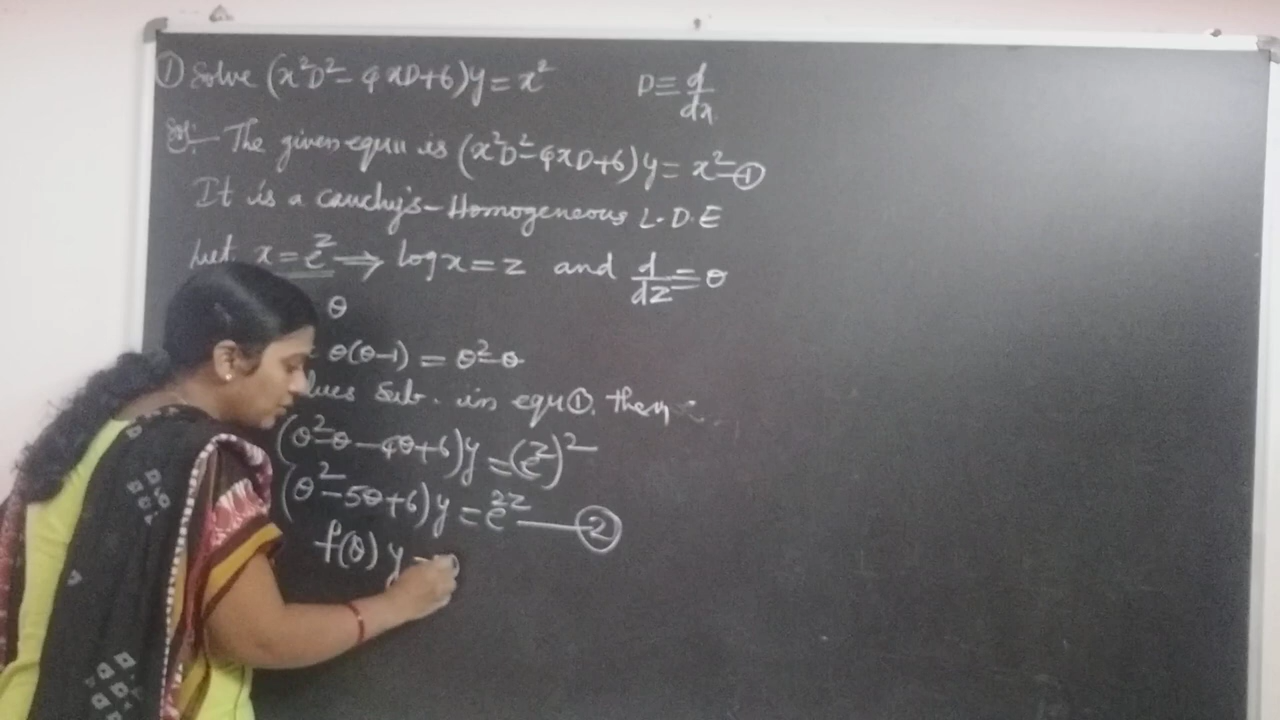 ① Solve (x²D² - 4xD+6)y = x² D ≡ d/dx
Sol:- The given equn is (x²D²-4xD+6)y = x² - ①
It is a cauchy's - Homogeneous L.D.E
Let x = e^z ⇒ log x = z and d/dz = θ
θ
θ(θ-1) = θ²-θ
Sub. in equ ①. then
(θ²-θ-4θ+6)y = (e^z)²
(θ²-5θ+6)y = e^2z — ②
f(θ) y